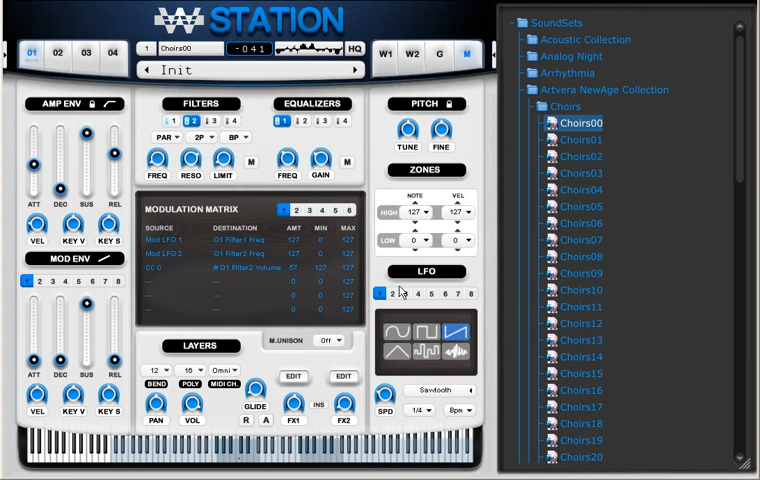 STATION
01 02 03 04
1 Choirs00 -041 HQ
Init
W1 W2 G M
AMP ENV
ATT DEC SUS REL
VEL KEY V KEY S
MOD ENV
1 2 3 4 5 6 7 8
ATT DEC SUS REL
VEL KEY V KEY S
FILTERS
1 2 3 4
PAR 2P BP
FREQ RESO LIMIT M
EQUALIZERS
1 2 3 4
FREQ GAIN M
MODULATION MATRIX 1 2 3 4 5 6
SOURCE DESTINATION AMT MIN MAX
Mod LFO 1 O1 Filter1 Freq 127 0 127
Mod LFO 2 O1 Filter2 Freq 127 0 127
CC 0 # O1 Filter2 Volume 67 127 127
--- --- 0 0 127
--- --- 0 0 127
--- --- 0 0 127
LAYERS
M.UNISON Off
12 16 Omni
BEND POLY MIDI CH.
PAN VOL
GLIDE
R A
EDIT EDIT
FX1 INS FX2
PITCH
TUNE FINE
ZONES
NOTE VEL
HIGH 127 127
LOW 0 0
LFO
1 2 3 4 5 6 7 8
Sawtooth
SPD 1/4 Bpm
SoundSets
Acoustic Collection
Analog Night
Arrhythmia
Artvera NewAge Collection
Choirs
Choirs00
Choirs01
Choirs02
Choirs03
Choirs04
Choirs05
Choirs06
Choirs07
Choirs08
Choirs09
Choirs10
Choirs11
Choirs12
Choirs13
Choirs14
Choirs15
Choirs16
Choirs17
Choirs18
Choirs19
Choirs20